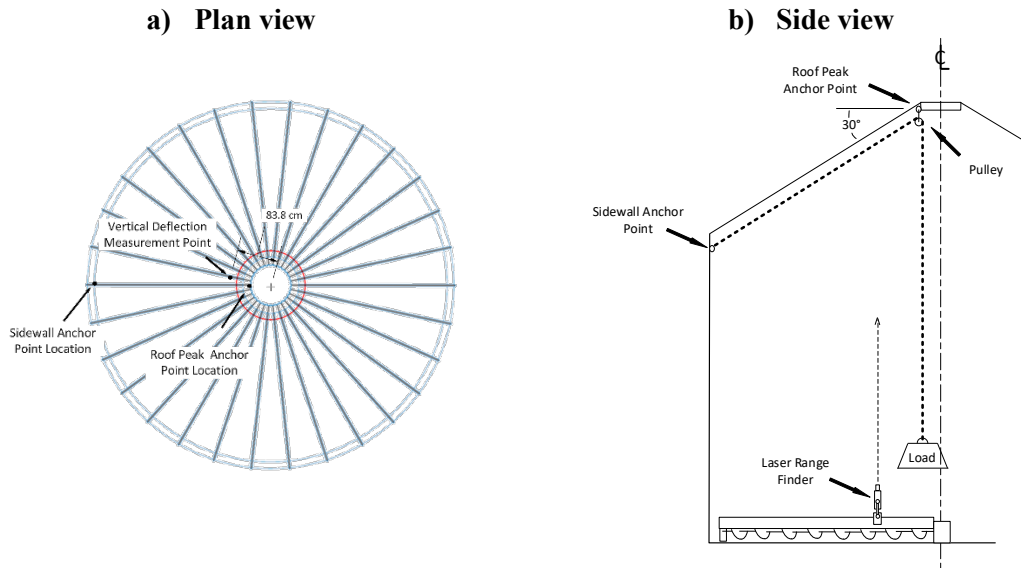 a) Plan view
83.8 cm
Vertical Deflection
Measurement Point
Sidewall Anchor
Point Location
Roof Peak Anchor
Point Location
b) Side view
℄
Roof Peak
Anchor Point
30°
Pulley
Sidewall Anchor
Point
Load
Laser Range
Finder